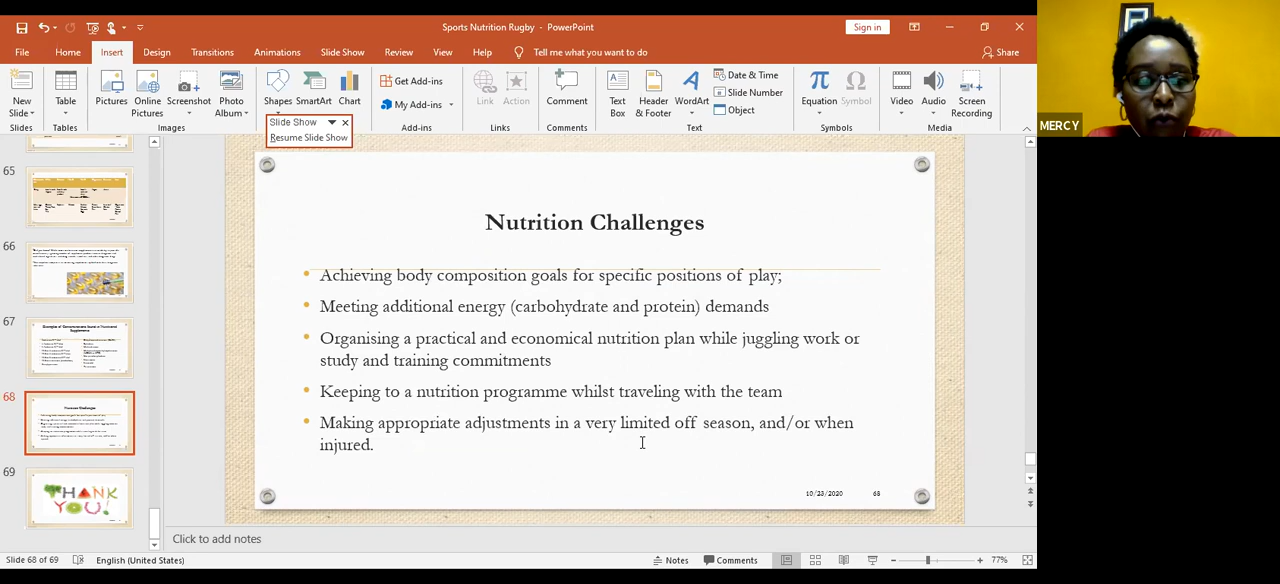 Sports Nutrition Rugby - PowerPoint
Sign in
File Home Insert Design Transitions Animations Slide Show Review View Help Tell me what you want to do Share
New Slide
Table
Pictures
Online Pictures
Screenshot
Photo Album
Shapes
SmartArt
Chart
Get Add-ins
My Add-ins
Link
Action
Comment
Text Box
Header & Footer
WordArt
Date & Time
Slide Number
Object
Equation
Symbol
Video
Audio
Screen Recording
Slides Tables Images Add-ins Links Comments Text Symbols Media
Slide Show
Resume Slide Show
MERCY
65
66
67
68
69
THANK
YOU!
Nutrition Challenges
• Achieving body composition goals for specific positions of play;
• Meeting additional energy (carbohydrate and protein) demands
• Organising a practical and economical nutrition plan while juggling work or
study and training commitments
• Keeping to a nutrition programme whilst traveling with the team
• Making appropriate adjustments in a very limited off season, and/or when
injured.
10/23/2020 68
Click to add notes
Slide 68 of 69 English (United States) Notes Comments 77%